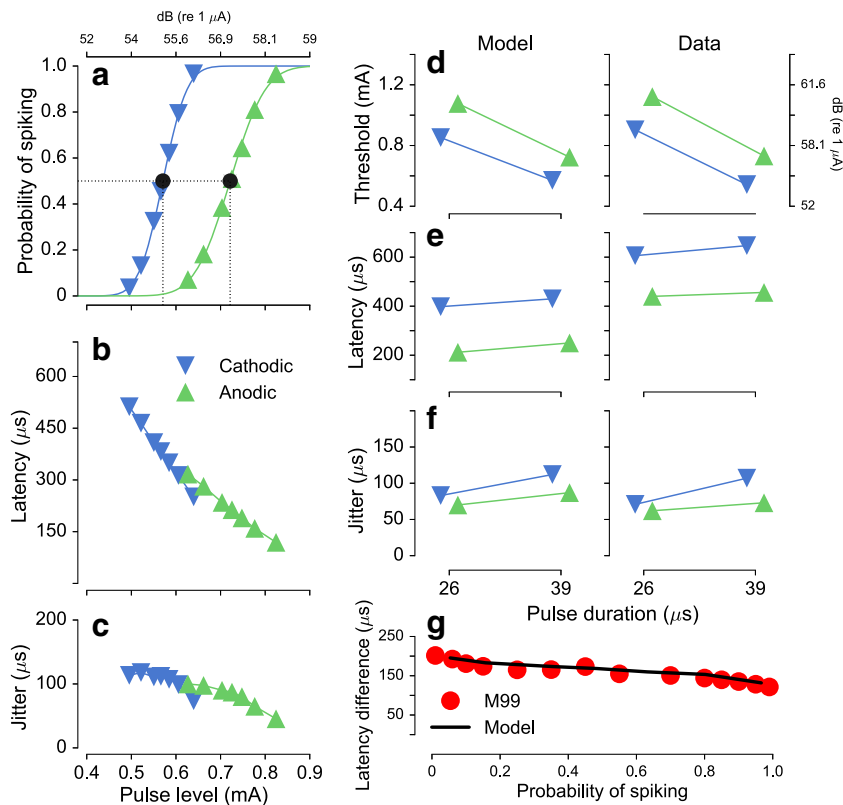 dB (re 1 μA)
52 54 55.6 56.9 58.1 59
a
Probability of spiking
1.0
0.8
0.6
0.4
0.2
0
b
Cathodic
Anodic
Latency (μs)
600
450
300
150
c
Jitter (μs)
200
100
0
0.4 0.5 0.6 0.7 0.8 0.9
Pulse level (mA)
Model Data
d
Threshold (mA)
1.2
0.8
0.4
61.6
58.1
52
dB (re 1 μA)
e
Latency (μs)
600
400
200
f
Jitter (μs)
150
100
50
0
26 39 26 39
Pulse duration (μs)
g
Latency difference (μs)
250
150
50
M99
Model
0 0.2 0.4 0.6 0.8 1.0
Probability of spiking